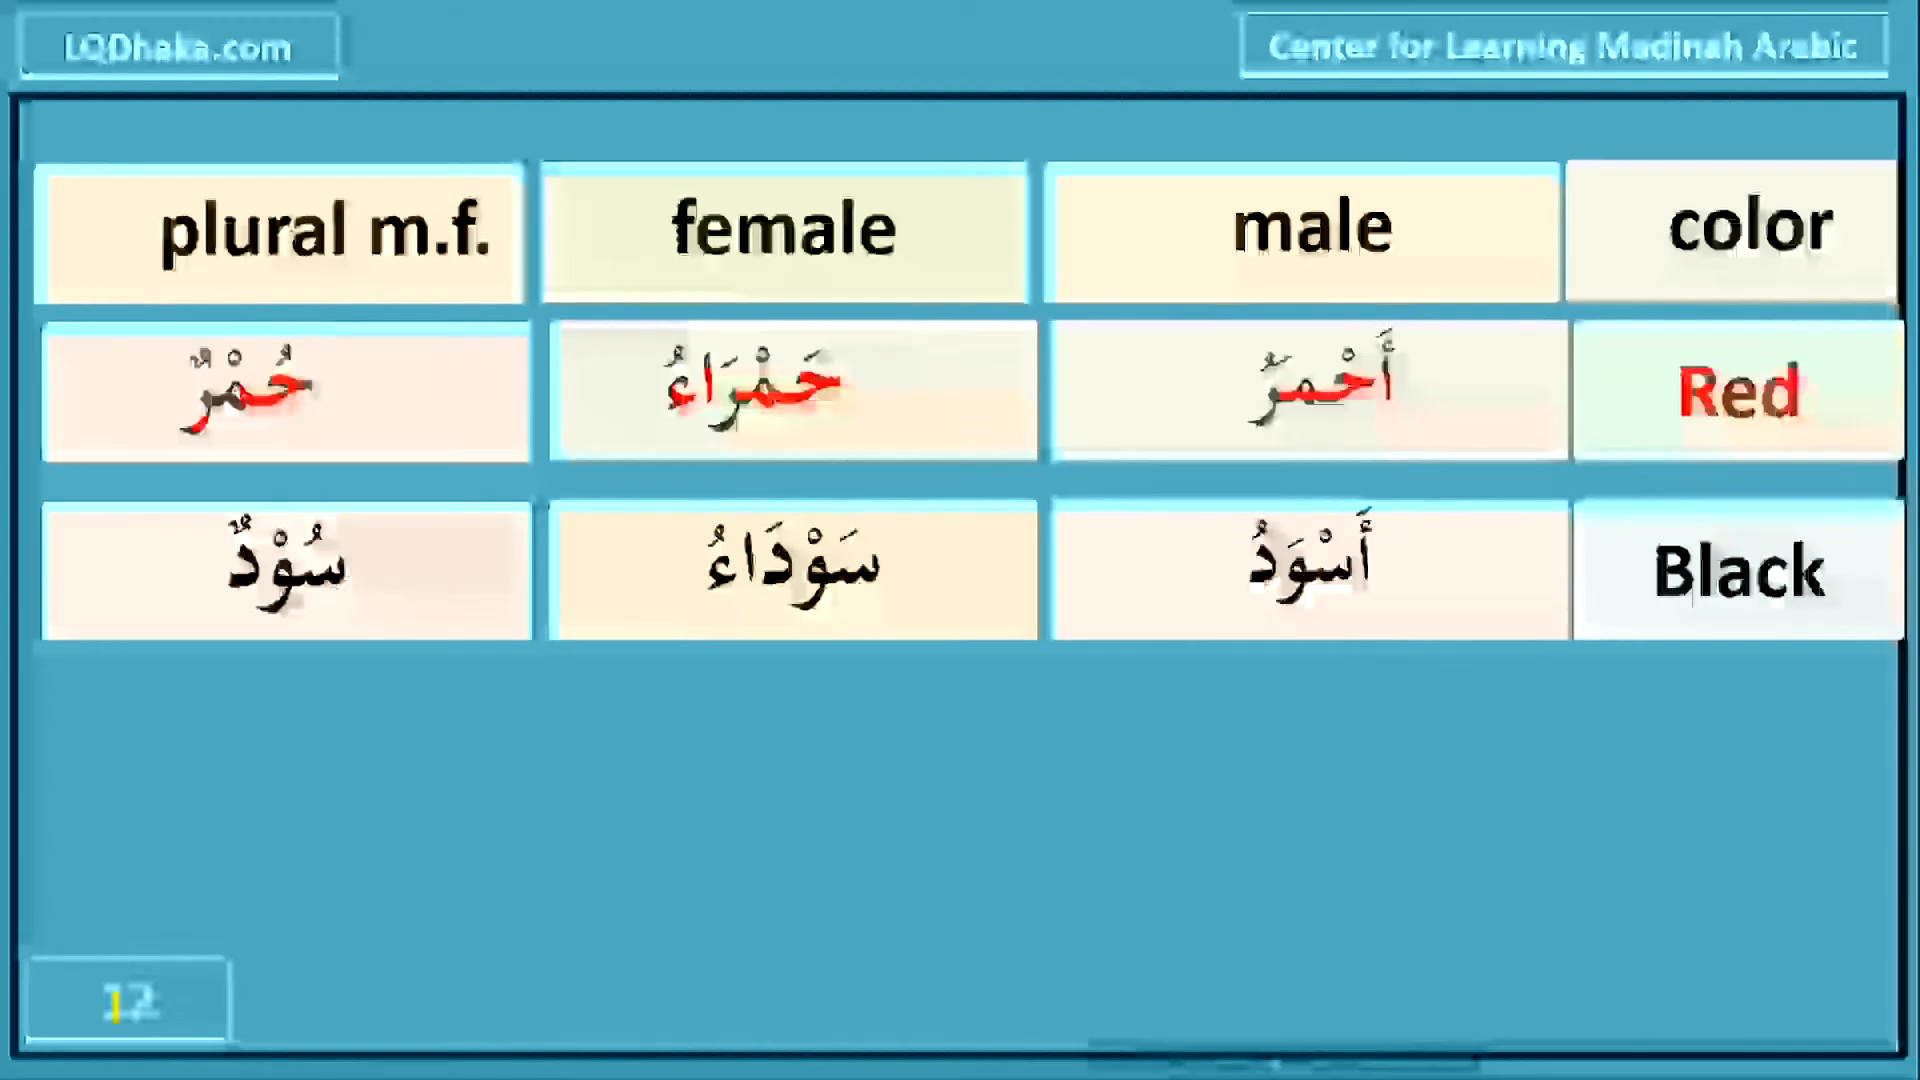 LQDhaka.com
Center for Learning Madinah Arabic
plural m.f. female male color
حُمْرٌ حَمْرَاءُ أَحْمَرُ Red
سُوْدٌ سَوْدَاءُ أَسْوَدُ Black
12